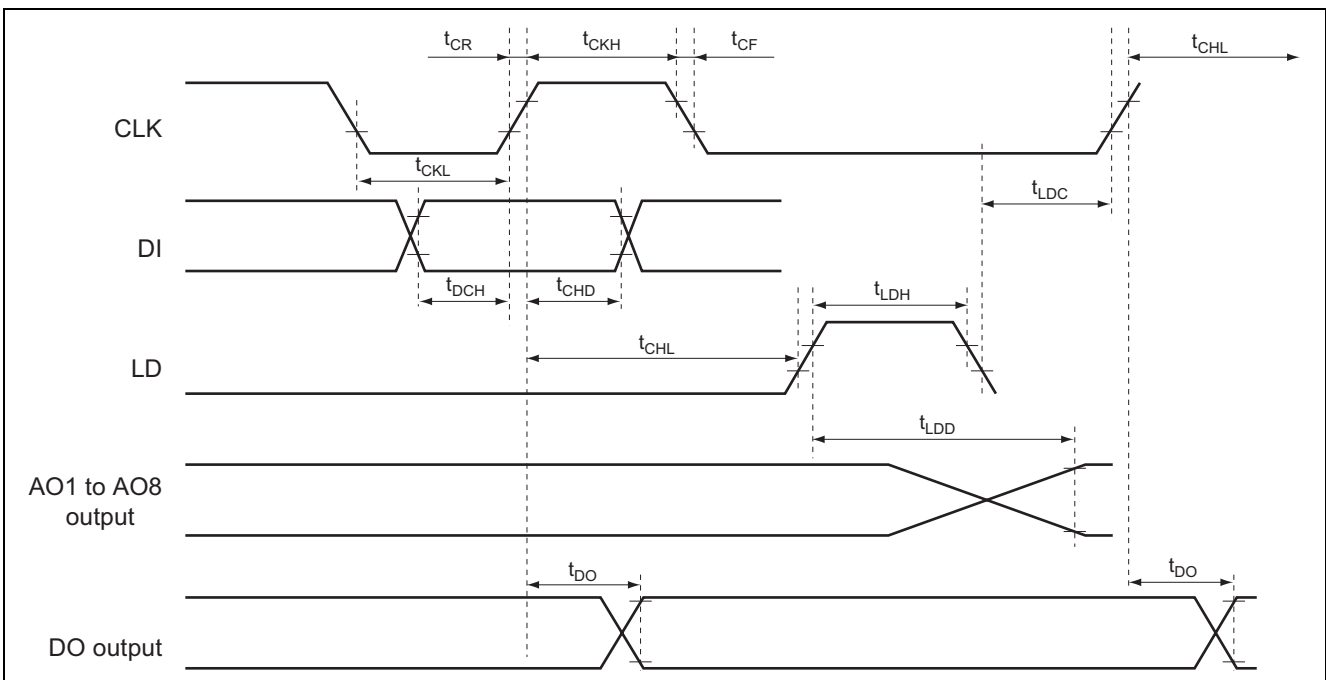 tCR
tCKH
tCF
tCHL
CLK
tCKL
tLDC
DI
tDCH
tCHD
tLDH
tCHL
LD
tLDD
AO1 to AO8
output
tDO
tDO
DO output